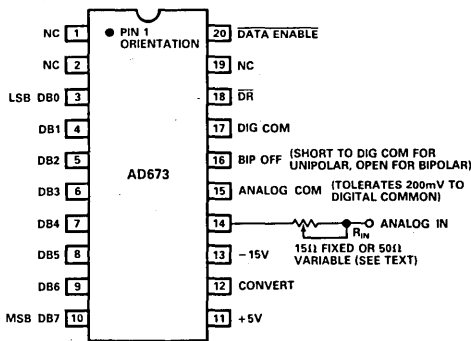 NC 1
PIN 1 ORIENTATION
20 DATA ENABLE
NC 2
19 NC
LSB DB0 3
18 DR
DB1 4
17 DIG COM
DB2 5
16 BIP OFF (SHORT TO DIG COM FOR
UNIPOLAR, OPEN FOR BIPOLAR)
AD673
DB3 6
15 ANALOG COM (TOLERATES 200mV TO
DIGITAL COMMON)
DB4 7
14 ANALOG IN
RIN
15Ω FIXED OR 50Ω
VARIABLE (SEE TEXT)
DB5 8
13 -15V
DB6 9
12 CONVERT
MSB DB7 10
11 +5V